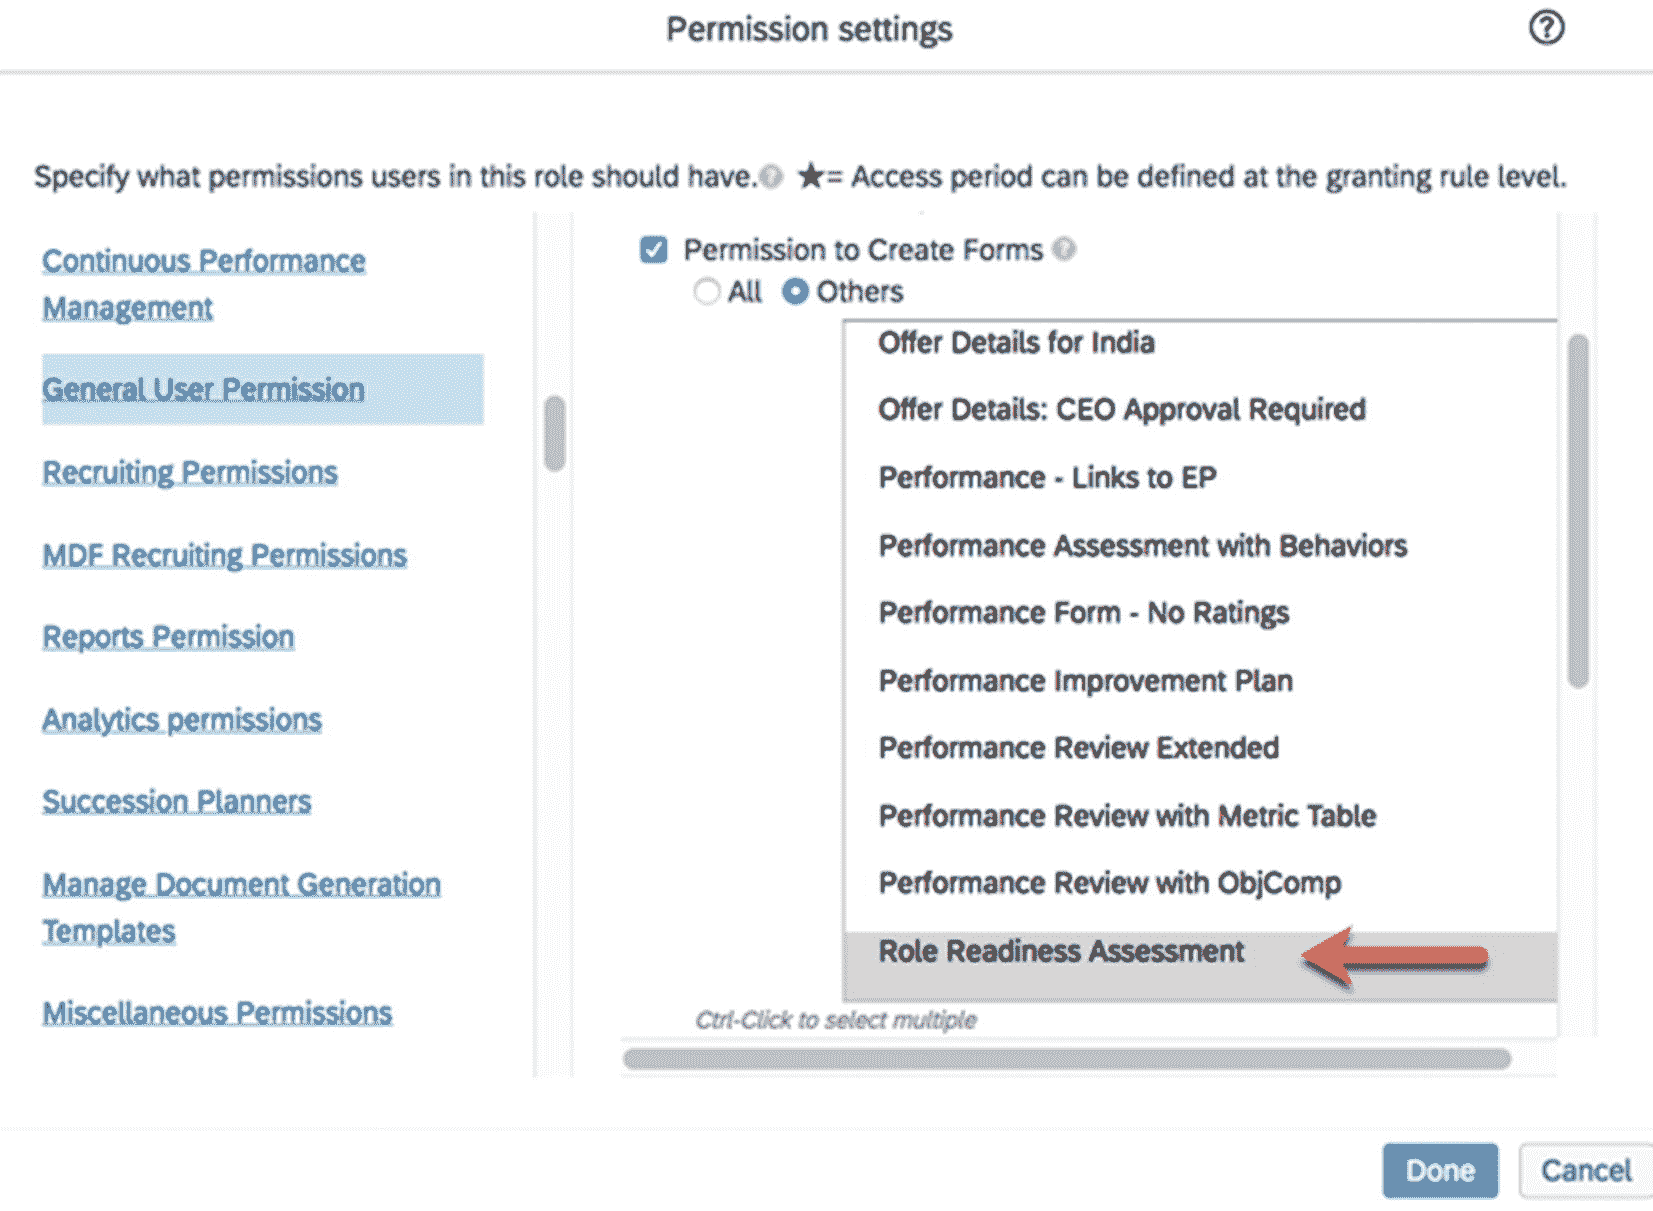 Permission settings
Specify what permissions users in this role should have. ★= Access period can be defined at the granting rule level.
Continuous Performance
Management
General User Permission
Recruiting Permissions
MDF Recruiting Permissions
Reports Permission
Analytics permissions
Succession Planners
Manage Document Generation
Templates
Miscellaneous Permissions
Permission to Create Forms
All Others
Offer Details for India
Offer Details: CEO Approval Required
Performance - Links to EP
Performance Assessment with Behaviors
Performance Form - No Ratings
Performance Improvement Plan
Performance Review Extended
Performance Review with Metric Table
Performance Review with ObjComp
Role Readiness Assessment
Ctrl-Click to select multiple
Done Cancel